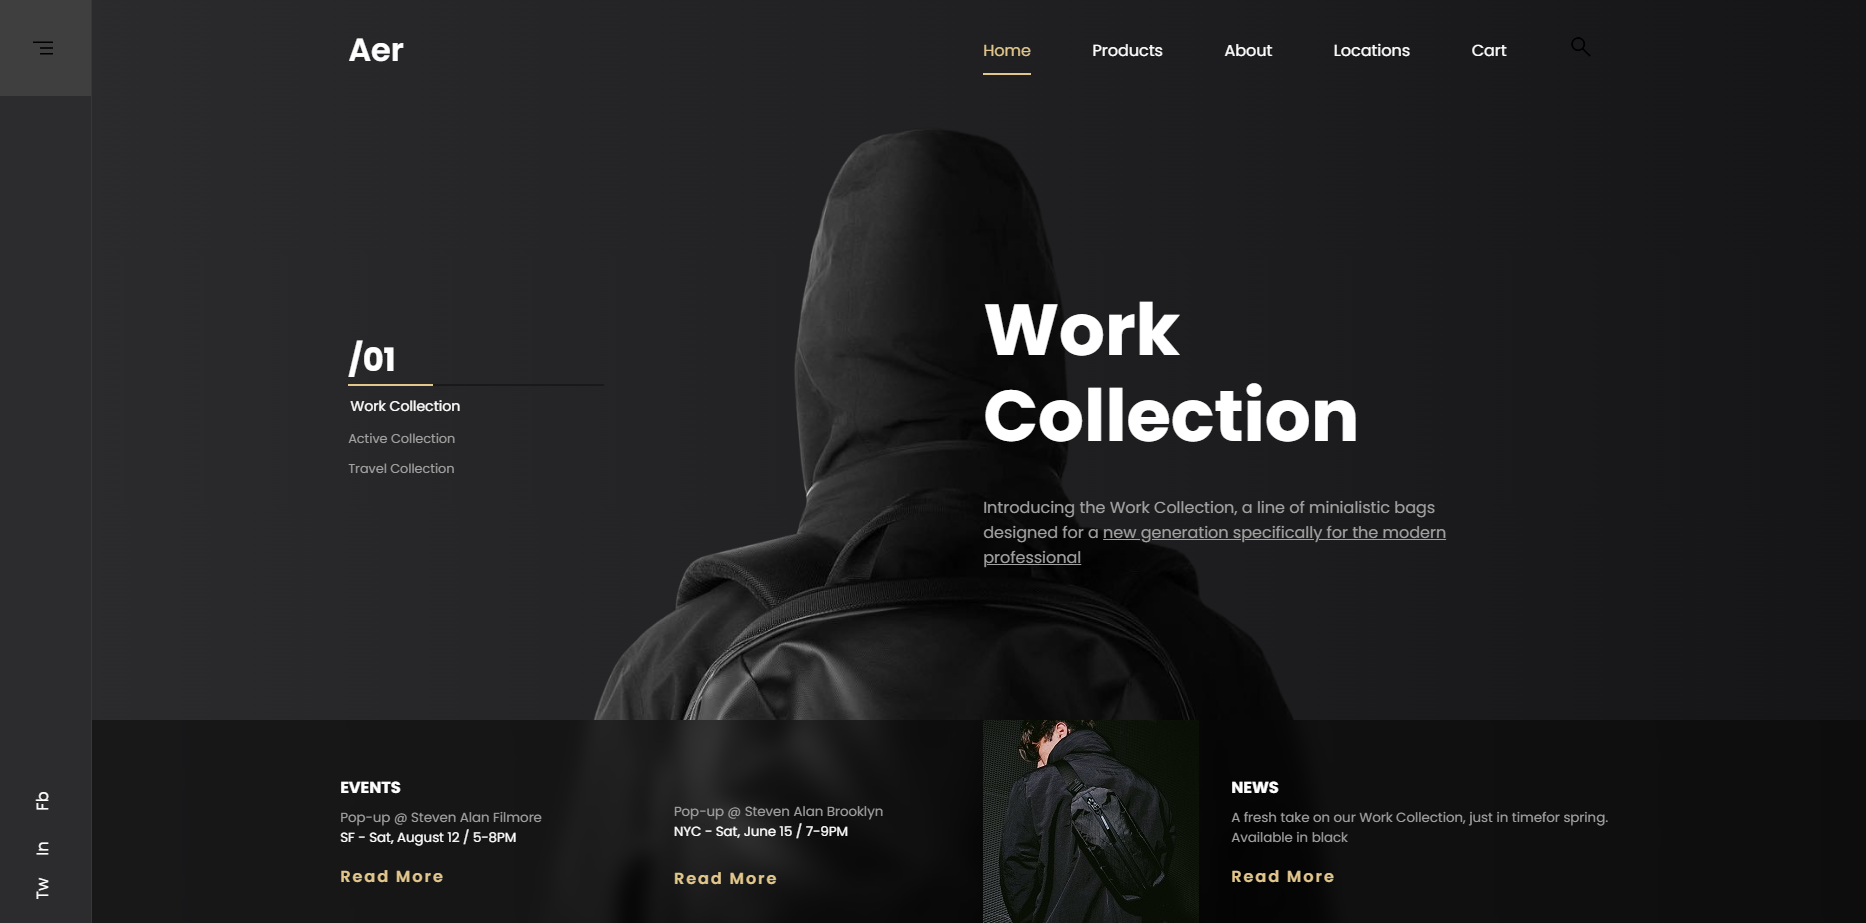 Aer
Home Products About Locations Cart
/01
Work Collection
Active Collection
Travel Collection
Work
Collection
Introducing the Work Collection, a line of minialistic bags
designed for a new generation specifically for the modern
professional
EVENTS
Pop-up @ Steven Alan Filmore
SF - Sat, August 12 / 5-8PM
Read More
Pop-up @ Steven Alan Brooklyn
NYC - Sat, June 15 / 7-9PM
Read More
NEWS
A fresh take on our Work Collection, just in timefor spring.
Available in black
Read More
Fb
In
Tw